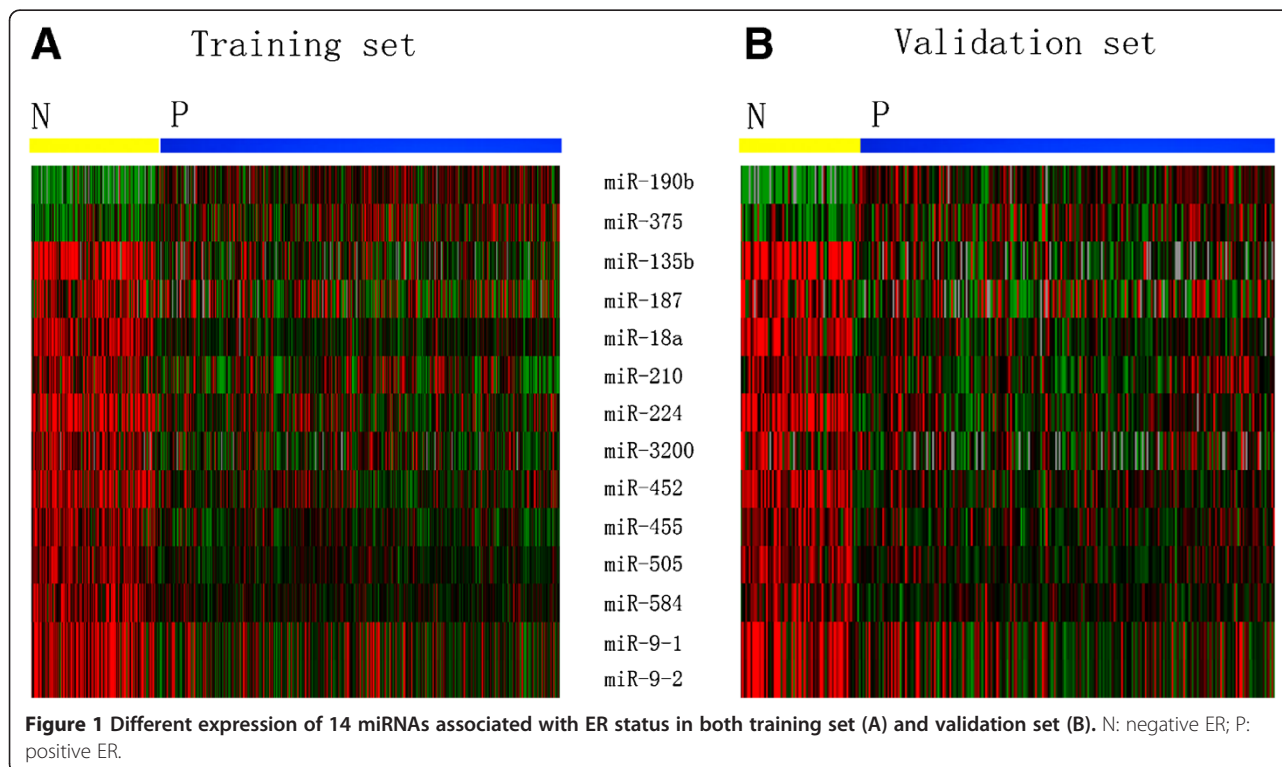 A Training set
B Validation set
N P
N P
miR-190b
miR-375
miR-135b
miR-187
miR-18a
miR-210
miR-224
miR-3200
miR-452
miR-455
miR-505
miR-584
miR-9-1
miR-9-2
Figure 1 Different expression of 14 miRNAs associated with ER status in both training set (A) and validation set (B). N: negative ER; P:
positive ER.